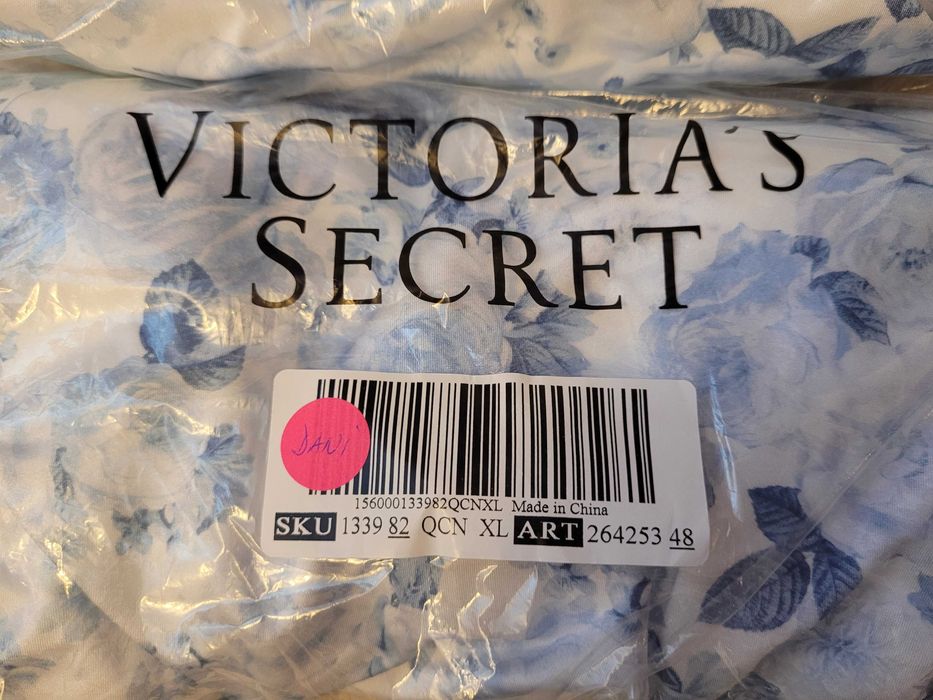 VICTORIA'S
SECRET
DANi
156000133982QCNXL Made in China
SKU 1339 82 QCN XL ART 264253 48